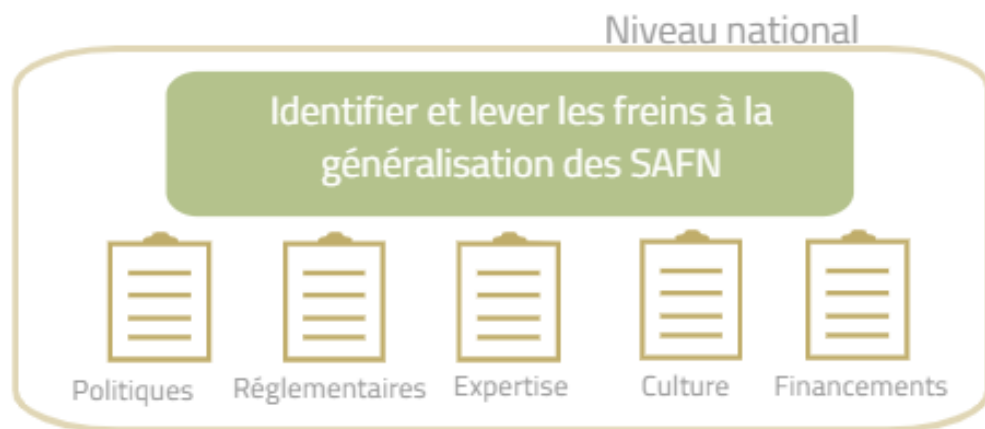 Niveau national
Identifier et lever les freins à la
généralisation des SAFN
Politiques
Réglementaires
Expertise
Culture
Financements